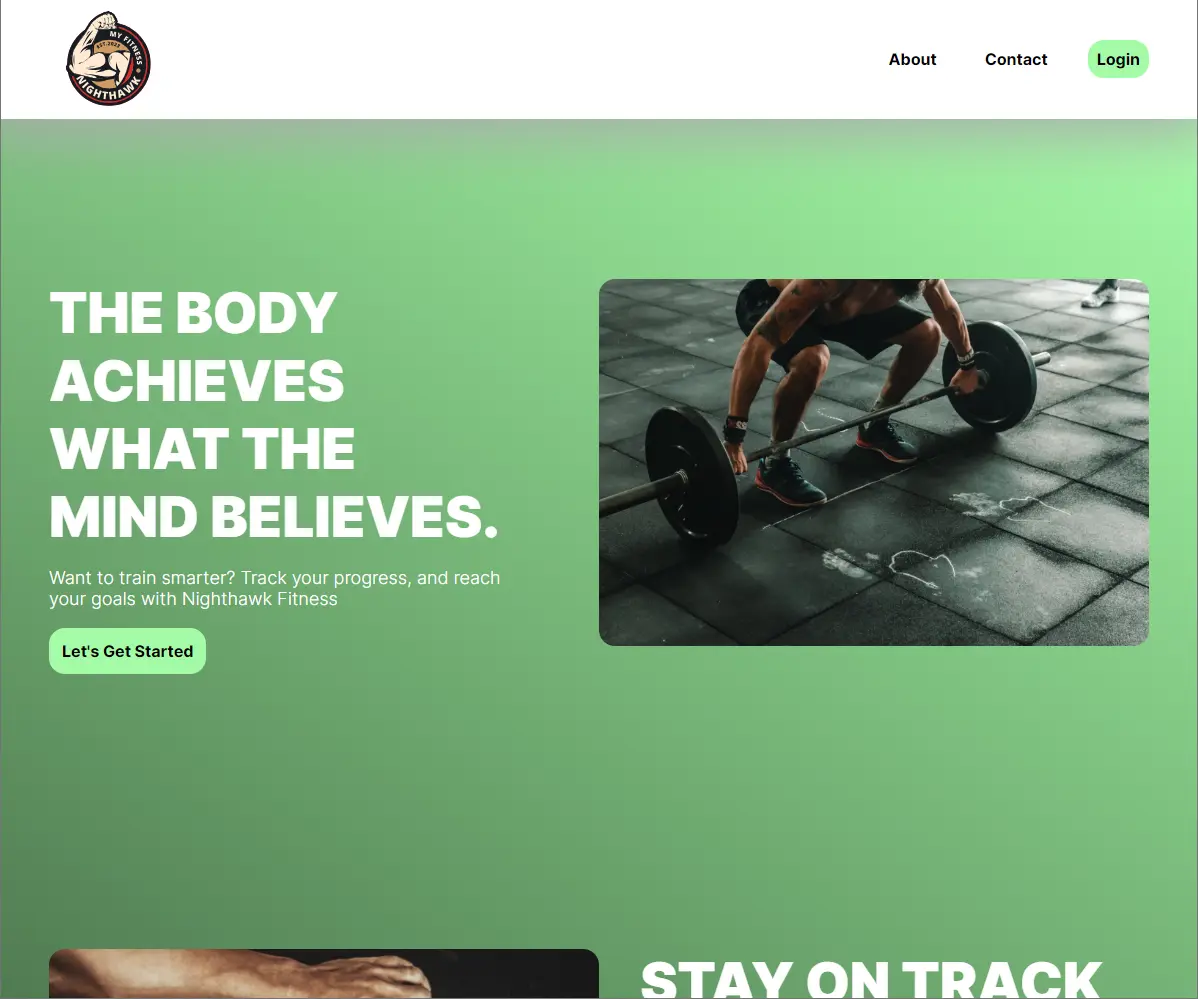 MY FITNESS
EST.2023
NIGHTHAWK
About
Contact
Login
THE BODY
ACHIEVES
WHAT THE
MIND BELIEVES.
Want to train smarter? Track your progress, and reach
your goals with Nighthawk Fitness
Let's Get Started
STAY ON TRACK